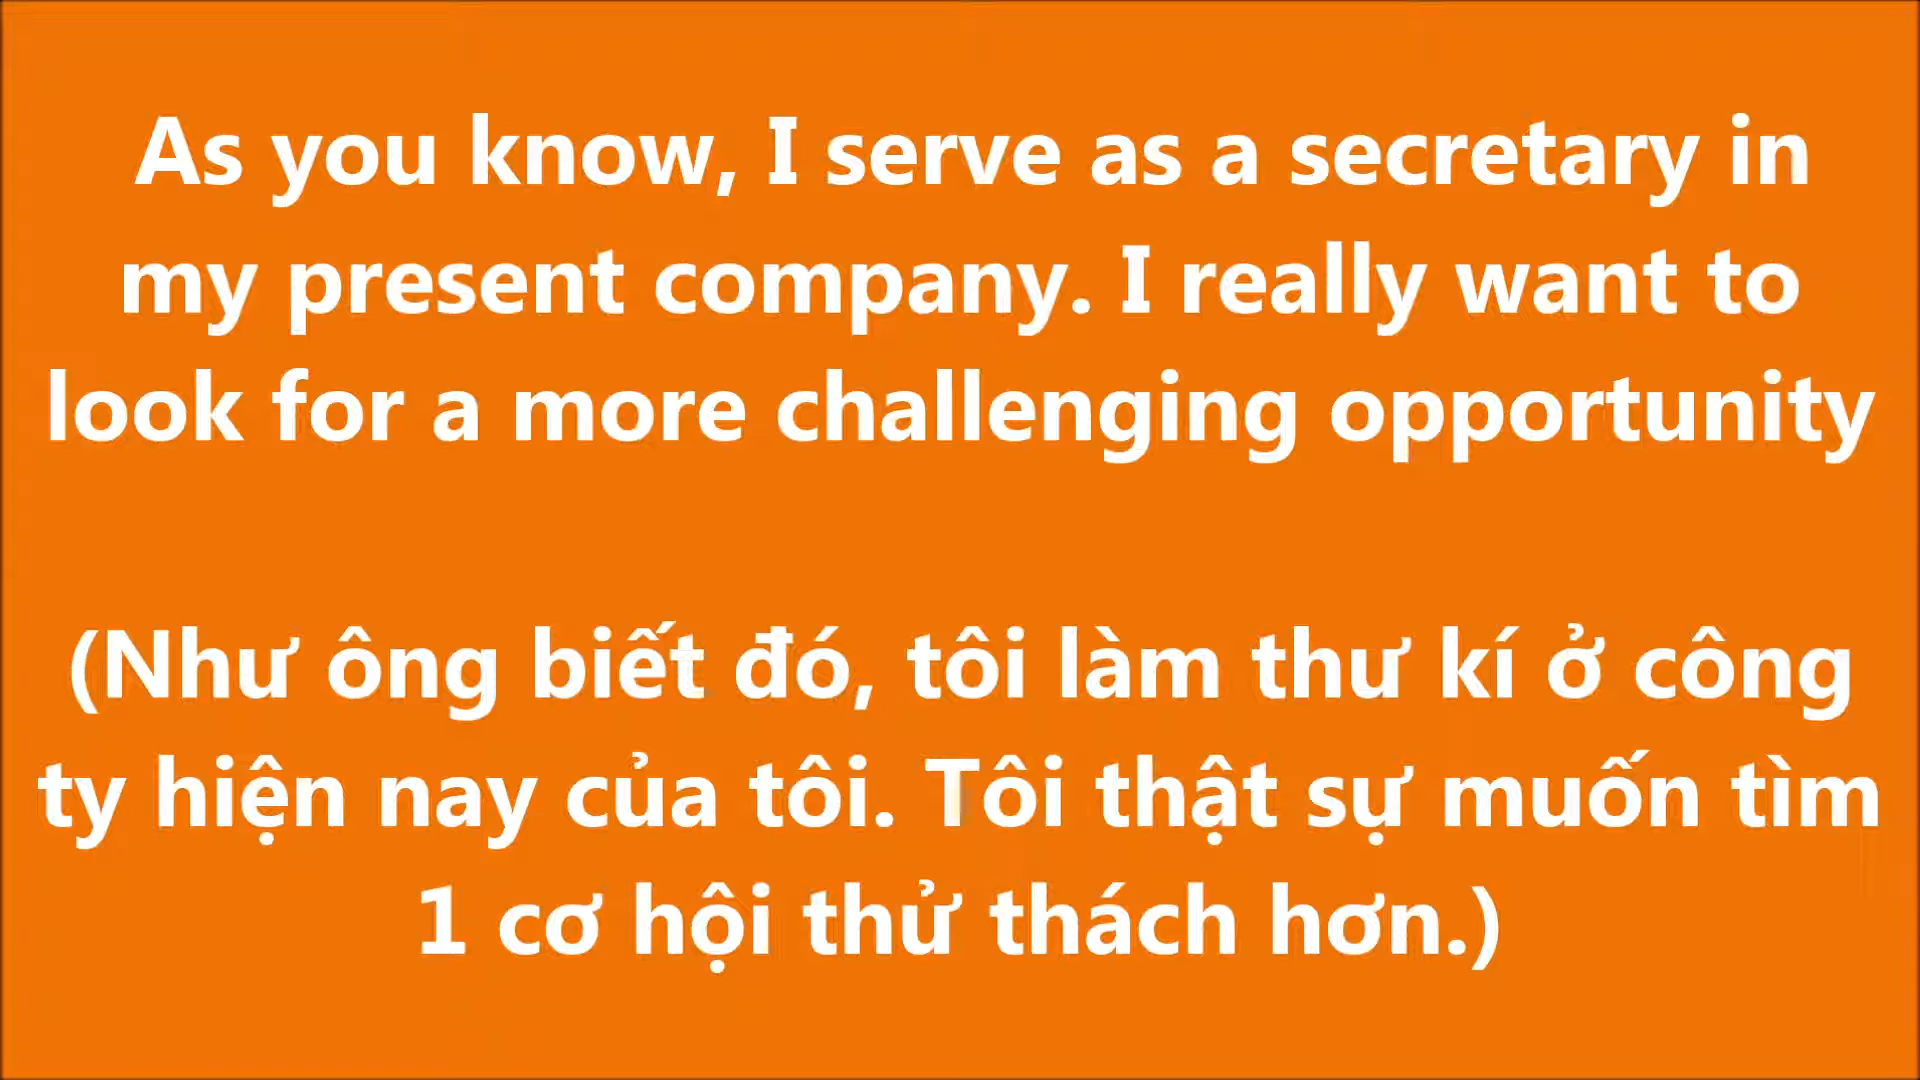 As you know, I serve as a secretary in
my present company. I really want to
look for a more challenging opportunity
(Như ông biết đó, tôi làm thư kí ở công
ty hiện nay của tôi. Tôi thật sự muốn tìm
1 cơ hội thử thách hơn.)